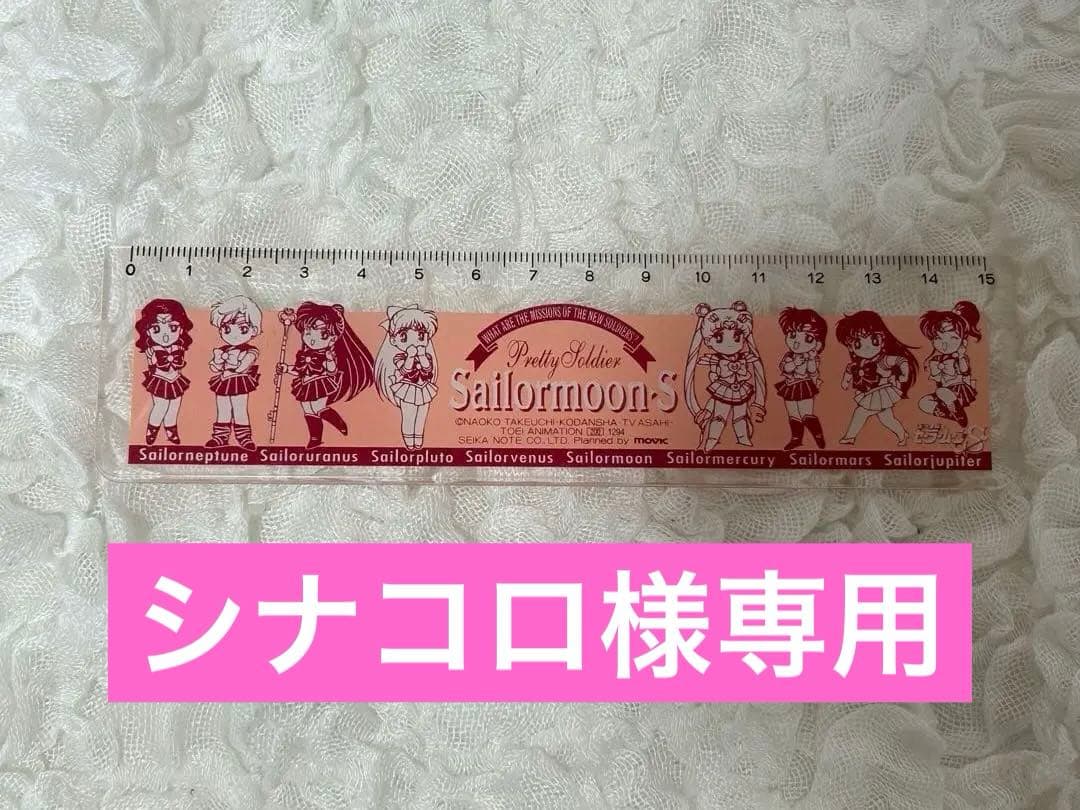 0 1 2 3 4 5 6 7 8 9 10 11 12 13 14 15
WHAT ARE THE MISSIONS OF THE NEW SOLDIERS?
Pretty Soldier
Sailormoon·S
©NAOKO TAKEUCHI·KODANSHA·TV ASAHI·
TOEI ANIMATION 200 1294
SEIKA NOTE CO., LTD. Planned by movic
Sailorneptune Sailoruranus Sailorpluto Sailorvenus Sailormoon Sailormercury Sailormars Sailorjupiter
シナコロ様専用